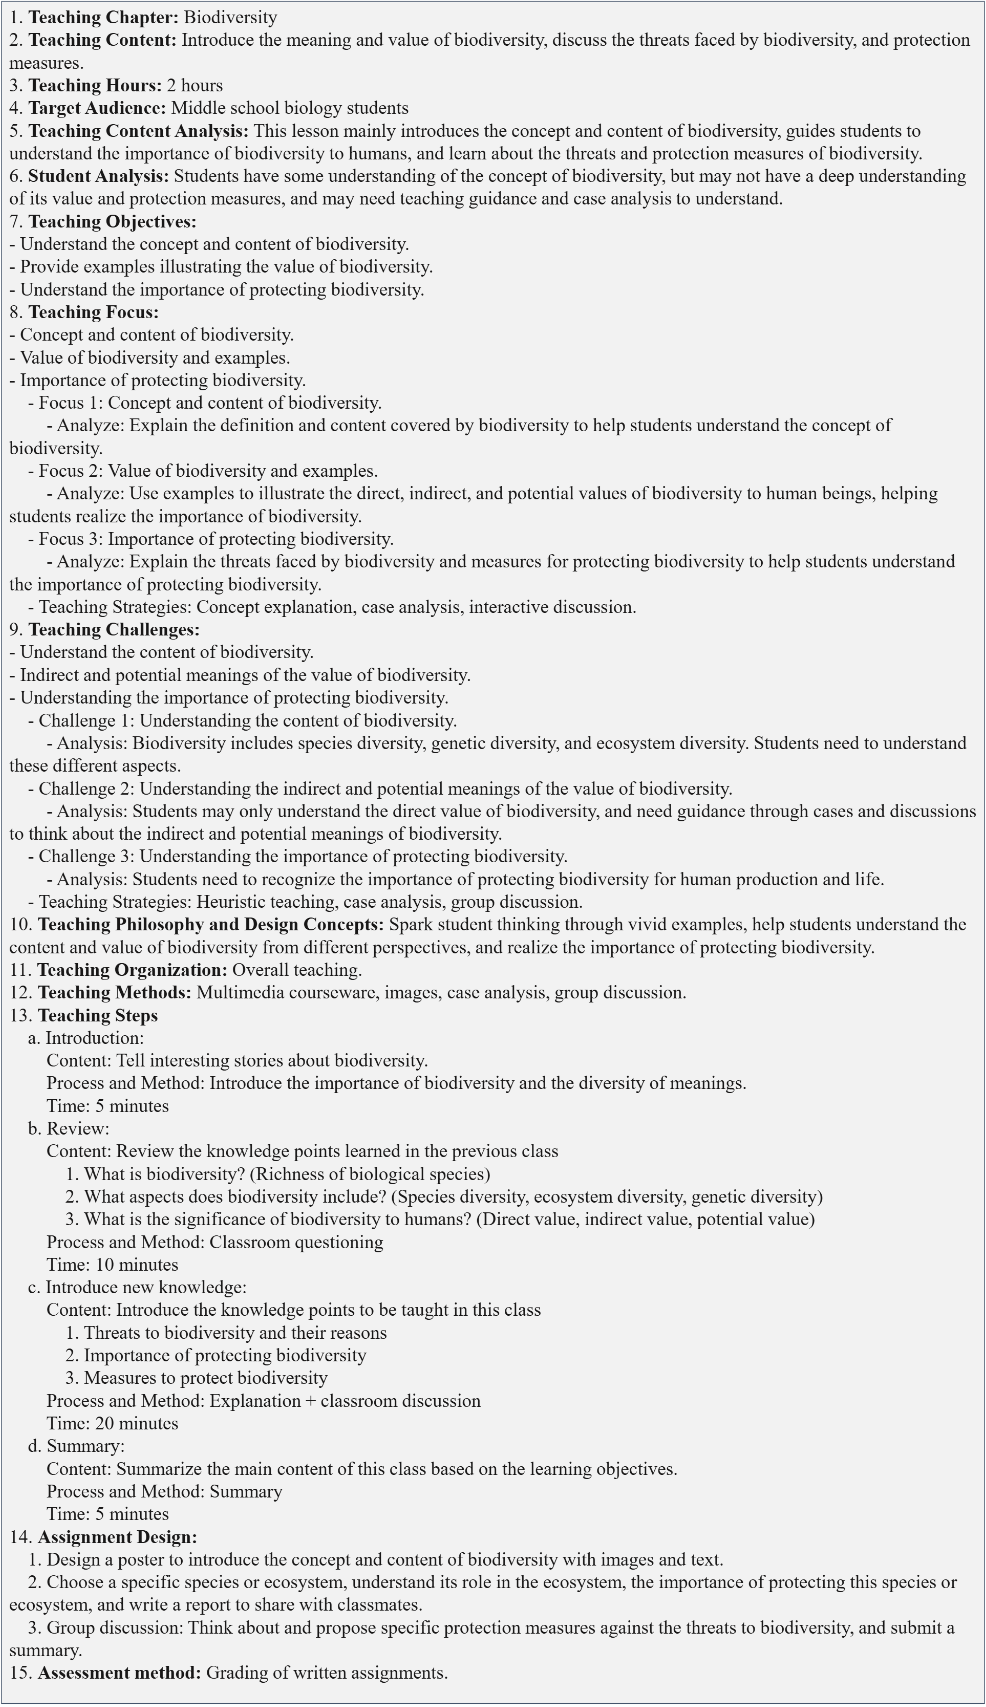 1. Teaching Chapter: Biodiversity
2. Teaching Content: Introduce the meaning and value of biodiversity, discuss the threats faced by biodiversity, and protection
measures.
3. Teaching Hours: 2 hours
4. Target Audience: Middle school biology students
5. Teaching Content Analysis: This lesson mainly introduces the concept and content of biodiversity, guides students to
understand the importance of biodiversity to humans, and learn about the threats and protection measures of biodiversity.
6. Student Analysis: Students have some understanding of the concept of biodiversity, but may not have a deep understanding
of its value and protection measures, and may need teaching guidance and case analysis to understand.
7. Teaching Objectives:
- Understand the concept and content of biodiversity.
- Provide examples illustrating the value of biodiversity.
- Understand the importance of protecting biodiversity.
8. Teaching Focus:
- Concept and content of biodiversity.
- Value of biodiversity and examples.
- Importance of protecting biodiversity.
- Focus 1: Concept and content of biodiversity.
- Analyze: Explain the definition and content covered by biodiversity to help students understand the concept of
biodiversity.
- Focus 2: Value of biodiversity and examples.
- Analyze: Use examples to illustrate the direct, indirect, and potential values of biodiversity to human beings, helping
students realize the importance of biodiversity.
- Focus 3: Importance of protecting biodiversity.
- Analyze: Explain the threats faced by biodiversity and measures for protecting biodiversity to help students understand
the importance of protecting biodiversity.
- Teaching Strategies: Concept explanation, case analysis, interactive discussion.
9. Teaching Challenges:
- Understand the content of biodiversity.
- Indirect and potential meanings of the value of biodiversity.
- Understanding the importance of protecting biodiversity.
- Challenge 1: Understanding the content of biodiversity.
- Analysis: Biodiversity includes species diversity, genetic diversity, and ecosystem diversity. Students need to understand
these different aspects.
- Challenge 2: Understanding the indirect and potential meanings of the value of biodiversity.
- Analysis: Students may only understand the direct value of biodiversity, and need guidance through cases and discussions
to think about the indirect and potential meanings of biodiversity.
- Challenge 3: Understanding the importance of protecting biodiversity.
- Analysis: Students need to recognize the importance of protecting biodiversity for human production and life.
- Teaching Strategies: Heuristic teaching, case analysis, group discussion.
10. Teaching Philosophy and Design Concepts: Spark student thinking through vivid examples, help students understand the
content and value of biodiversity from different perspectives, and realize the importance of protecting biodiversity.
11. Teaching Organization: Overall teaching.
12. Teaching Methods: Multimedia courseware, images, case analysis, group discussion.
13. Teaching Steps
a. Introduction:
Content: Tell interesting stories about biodiversity.
Process and Method: Introduce the importance of biodiversity and the diversity of meanings.
Time: 5 minutes
b. Review:
Content: Review the knowledge points learned in the previous class
1. What is biodiversity? (Richness of biological species)
2. What aspects does biodiversity include? (Species diversity, ecosystem diversity, genetic diversity)
3. What is the significance of biodiversity to humans? (Direct value, indirect value, potential value)
Process and Method: Classroom questioning
Time: 10 minutes
c. Introduce new knowledge:
Content: Introduce the knowledge points to be taught in this class
1. Threats to biodiversity and their reasons
2. Importance of protecting biodiversity
3. Measures to protect biodiversity
Process and Method: Explanation + classroom discussion
Time: 20 minutes
d. Summary:
Content: Summarize the main content of this class based on the learning objectives.
Process and Method: Summary
Time: 5 minutes
14. Assignment Design:
1. Design a poster to introduce the concept and content of biodiversity with images and text.
2. Choose a specific species or ecosystem, understand its role in the ecosystem, the importance of protecting this species or
ecosystem, and write a report to share with classmates.
3. Group discussion: Think about and propose specific protection measures against the threats to biodiversity, and submit a
summary.
15. Assessment method: Grading of written assignments.